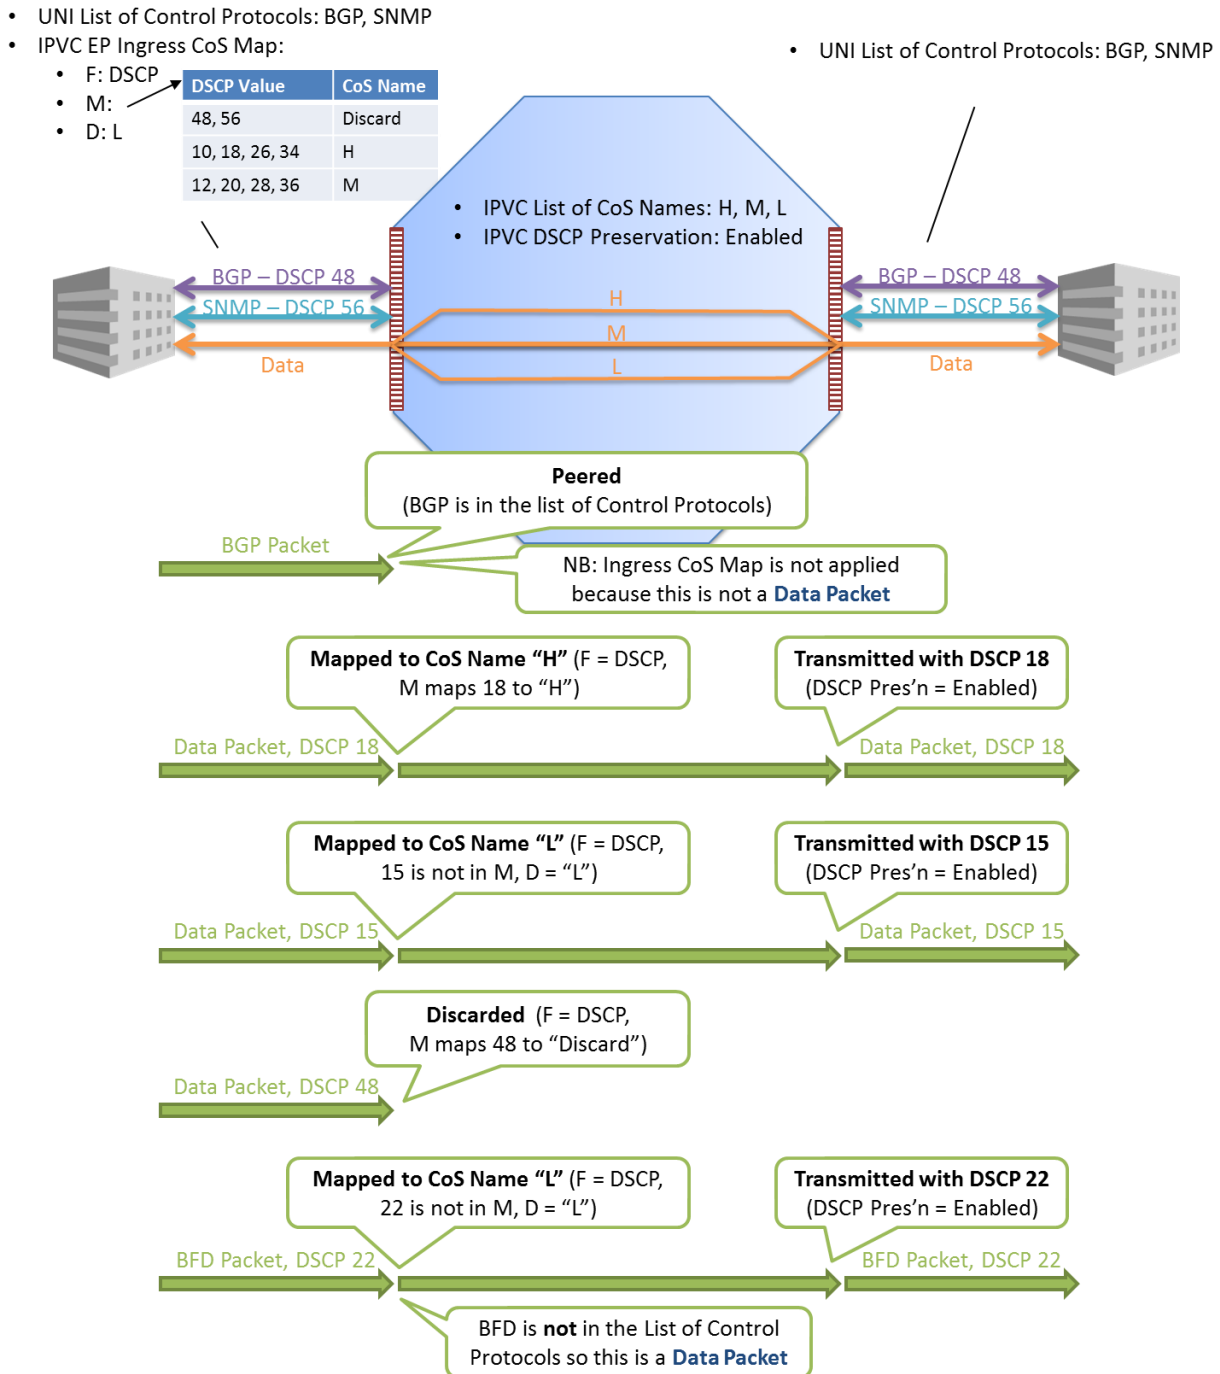 • UNI List of Control Protocols: BGP, SNMP
• IPVC EP Ingress CoS Map:
• F: DSCP
• M:
• D: L
DSCP Value CoS Name
48, 56 Discard
10, 18, 26, 34 H
12, 20, 28, 36 M
• UNI List of Control Protocols: BGP, SNMP
• IPVC List of CoS Names: H, M, L
• IPVC DSCP Preservation: Enabled
BGP – DSCP 48
SNMP – DSCP 56
Data
H
M
L
BGP – DSCP 48
SNMP – DSCP 56
Data
Peered
(BGP is in the list of Control Protocols)
BGP Packet
NB: Ingress CoS Map is not applied
because this is not a Data Packet
Mapped to CoS Name “H” (F = DSCP,
M maps 18 to “H”)
Transmitted with DSCP 18
(DSCP Pres’n = Enabled)
Data Packet, DSCP 18
Data Packet, DSCP 18
Mapped to CoS Name “L” (F = DSCP,
15 is not in M, D = “L”)
Transmitted with DSCP 15
(DSCP Pres’n = Enabled)
Data Packet, DSCP 15
Data Packet, DSCP 15
Discarded (F = DSCP,
M maps 48 to “Discard”)
Data Packet, DSCP 48
Mapped to CoS Name “L” (F = DSCP,
22 is not in M, D = “L”)
Transmitted with DSCP 22
(DSCP Pres’n = Enabled)
BFD Packet, DSCP 22
BFD Packet, DSCP 22
BFD is not in the List of Control
Protocols so this is a Data Packet